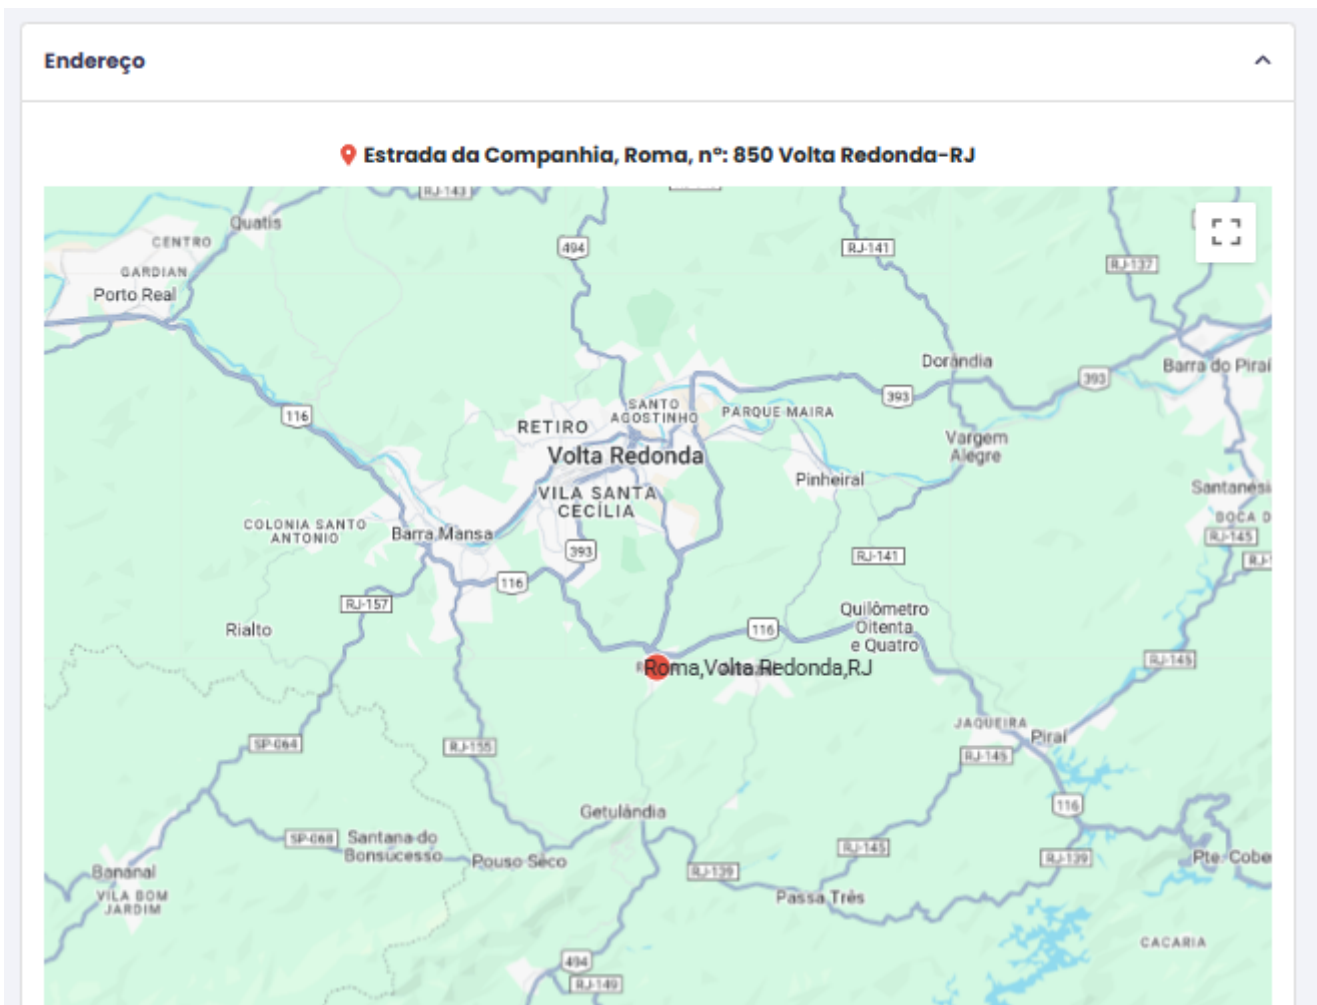 Endereço
Estrada da Companhia, Roma, nº: 850 Volta Redonda-RJ
RJ-143
Quatis
CENTRO
494
RJ-141
RJ-137
GARDIAN
Porto Real
Dorândia
Barra do Piraí
393
393
116
SANTO
AGOSTINHO
PARQUE MAIRA
RETIRO
Volta Redonda
Vargem
Alegre
Pinheiral
VILA SANTA
CECÍLIA
Santanési
BOCA D
COLONIA SANTO
ANTONIO
Barra Mansa
RJ-145
393
RJ-141
116
RJ-157
Quilômetro
Oitenta
e Quatro
Rialto
116
RJ-145
Roma,Volta Redonda,RJ
JAQUEIRA
Piraí
SP-064
RJ-155
RJ-145
116
Getulândia
SP-068
Santana do
Bonsucesso
Pouso Sêco
RJ-145
RJ-139
Pte. Cobe
Bananal
RJ-139
VILA BOM
JARDIM
Passa Três
CACARIA
494
RJ-149